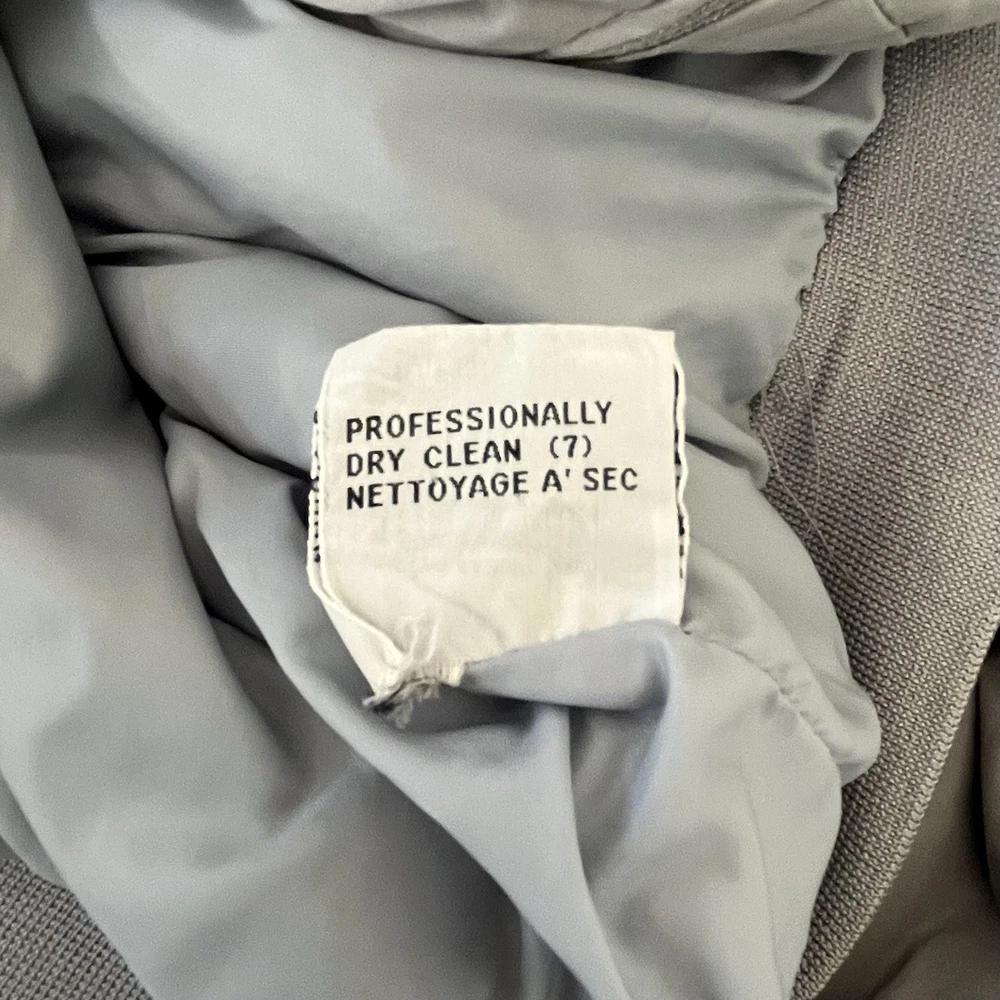 PROFESSIONALLY
DRY CLEAN (7)
NETTOYAGE A' SEC